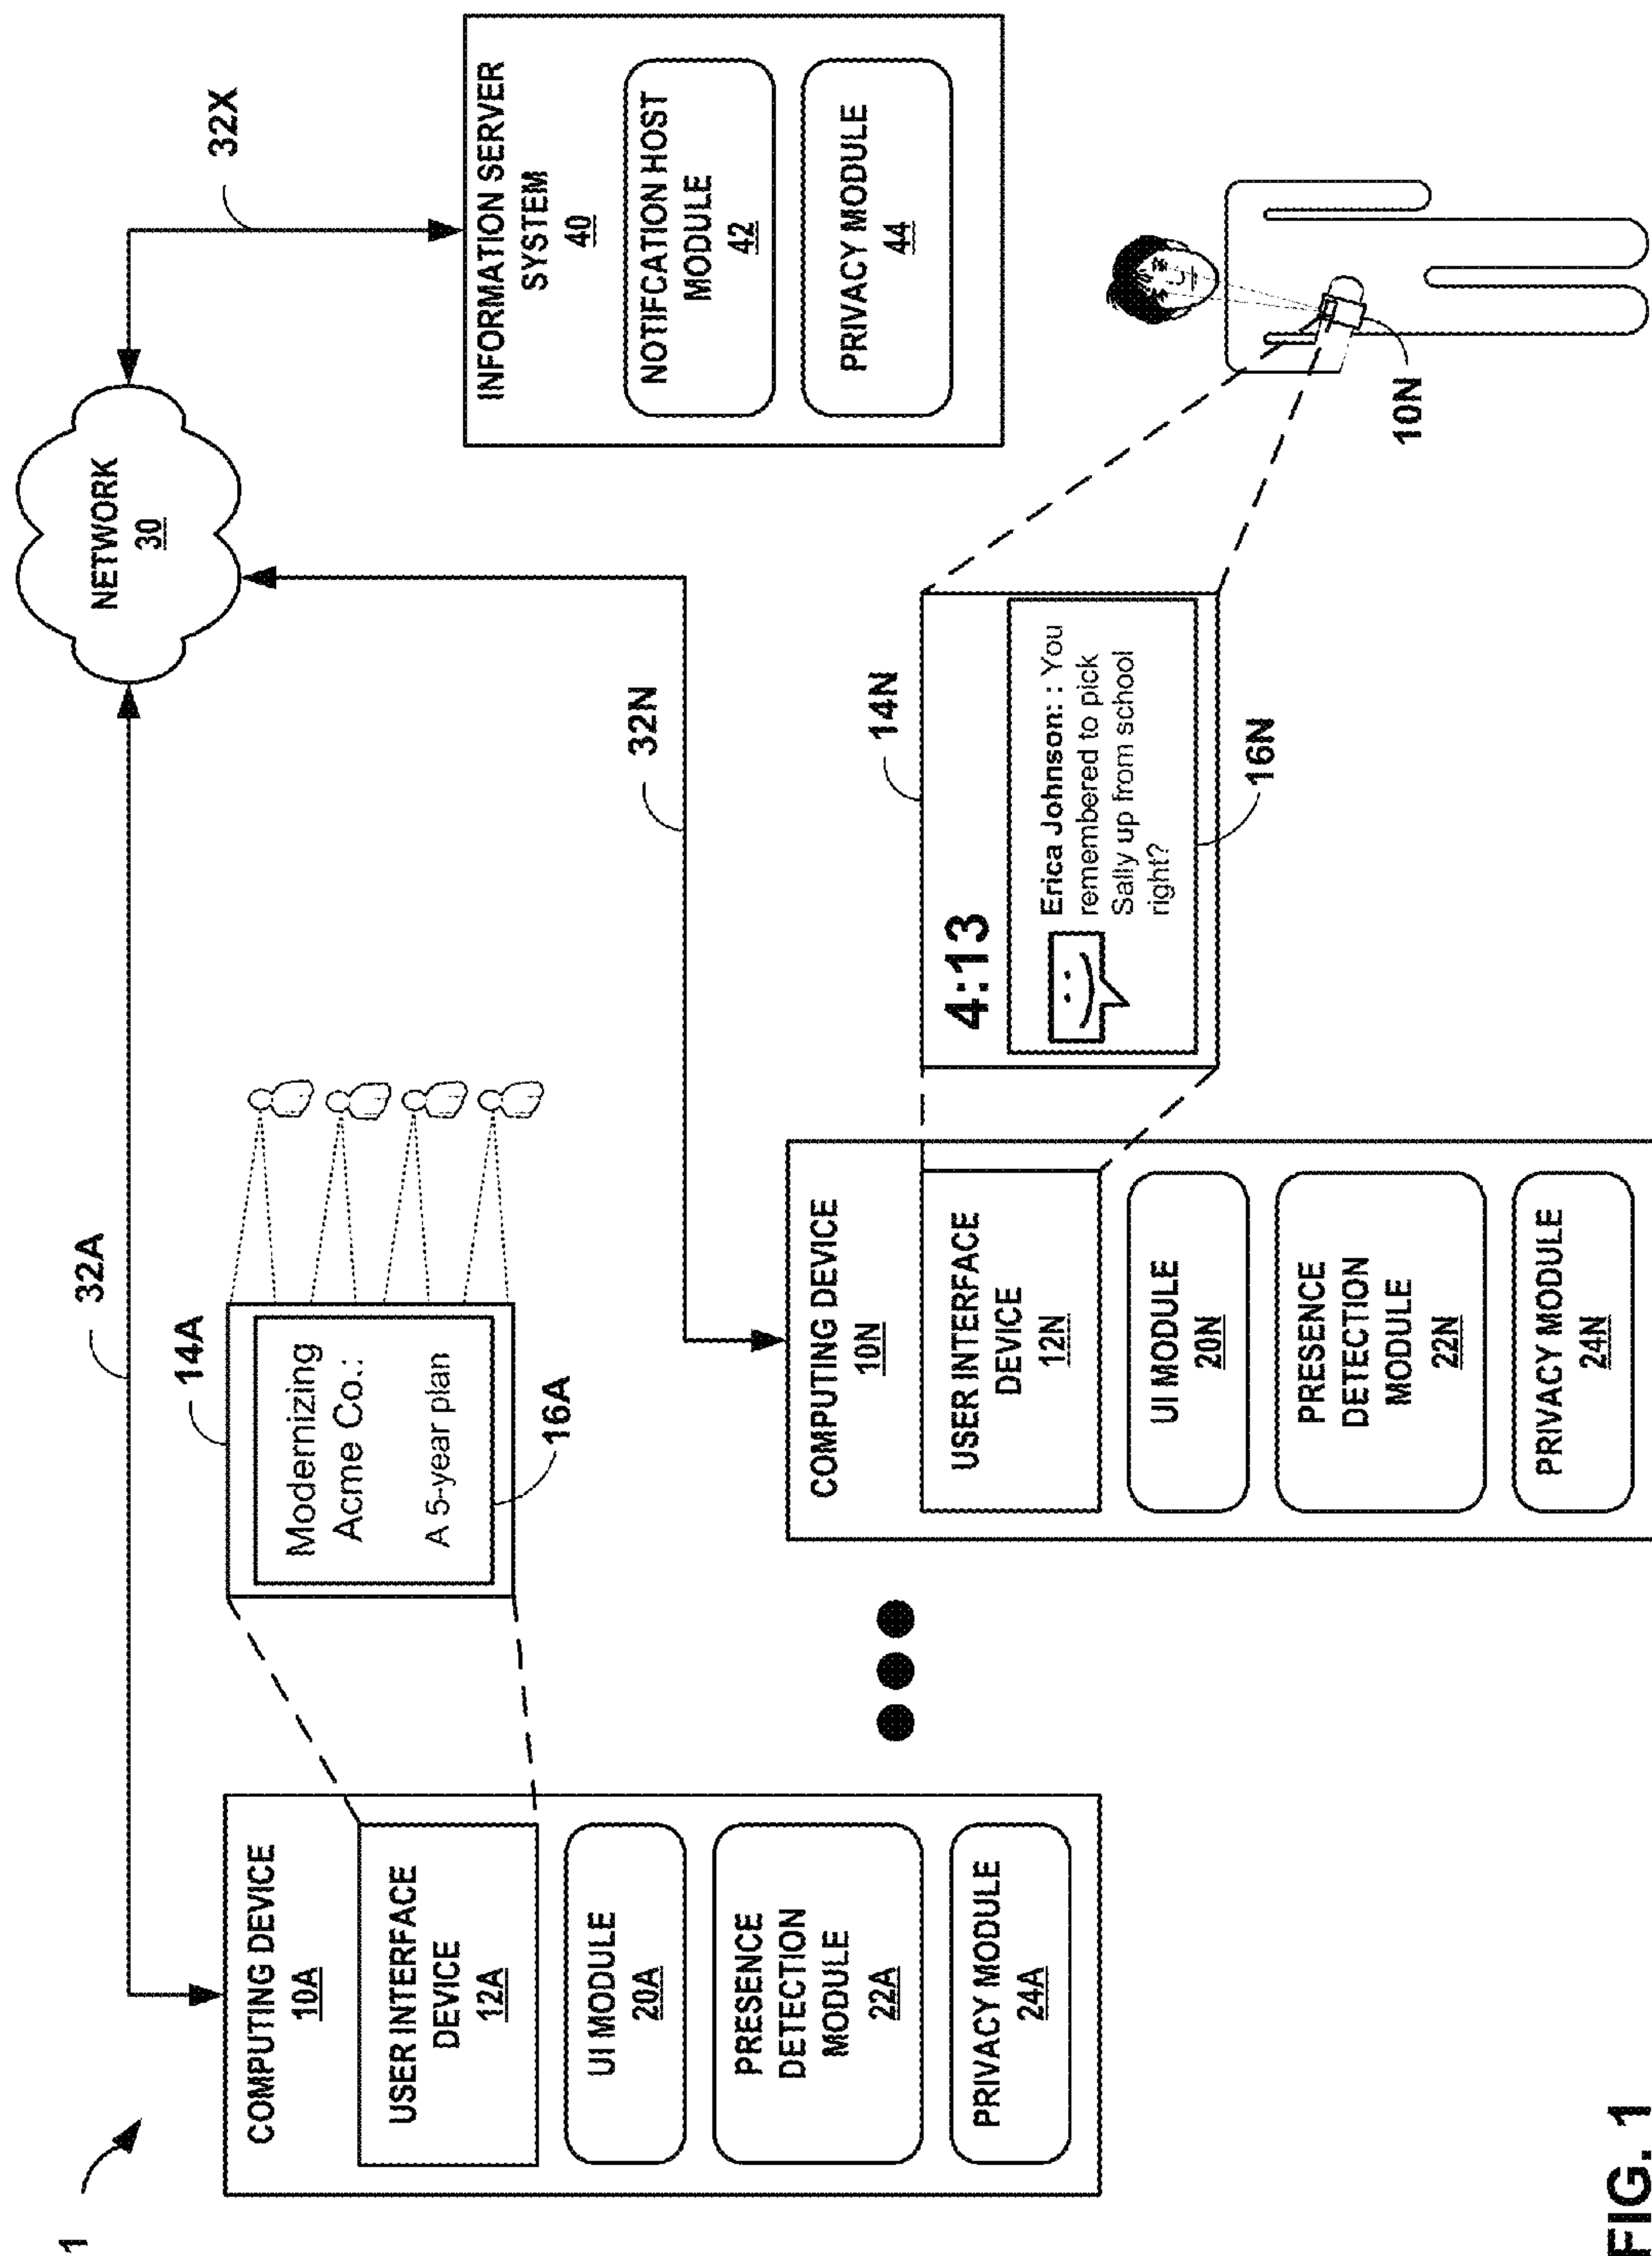 1
32A
NETWORK
30
32X
COMPUTING DEVICE
10A
USER INTERFACE
DEVICE
12A
UI MODULE
20A
PRESENCE
DETECTION
MODULE
22A
PRIVACY MODULE
24A
14A
Modernizing
Acme Co.:
A 5-year plan
16A
32N
COMPUTING DEVICE
10N
USER INTERFACE
DEVICE
12N
UI MODULE
20N
PRESENCE
DETECTION
MODULE
22N
PRIVACY MODULE
24N
14N
4:13
Erica Johnson: : You
remembered to pick
Sally up from school
right?
16N
INFORMATION SERVER
SYSTEM
40
NOTIFCATION HOST
MODULE
42
PRIVACY MODULE
44
10N
FIG. 1